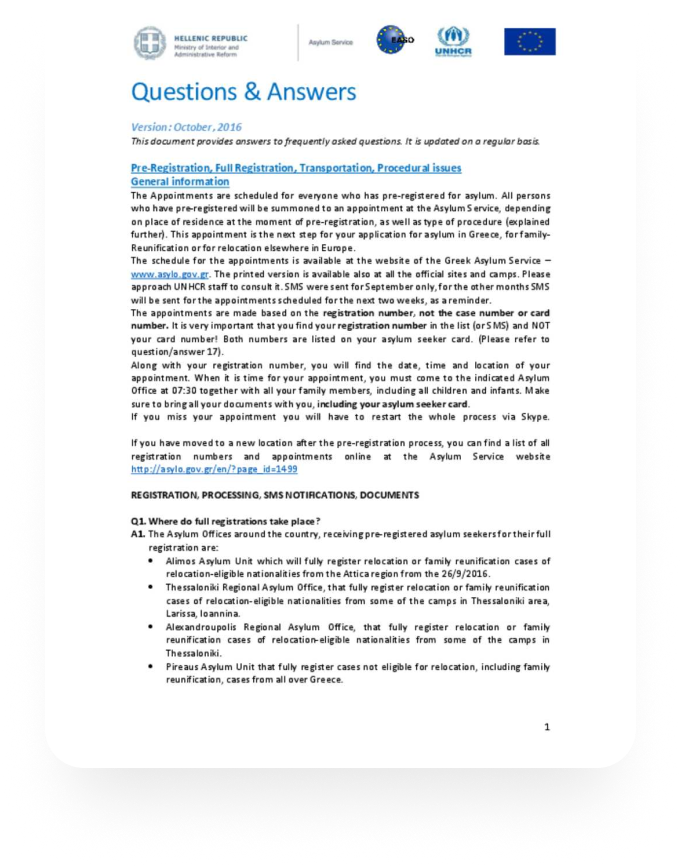 HELLENIC REPUBLIC
Ministry of Interior and
Administrative Reform
Asylum Service
EASO
UNHCR
Questions & Answers
Version: October, 2016
This document provides answers to frequently asked questions. It is updated on a regular basis.
Pre-Registration, Full Registration, Transportation, Procedural issues
General information
The Appointments are scheduled for everyone who has pre-registered for asylum. All persons
who have pre-registered will be summoned to an appointment at the Asylum Service, depending
on place of residence at the moment of pre-registration, as well as type of procedure (explained
further). This appointment is the next step for your application for asylum in Greece, for family-
Reunification or for relocation elsewhere in Europe.
The schedule for the appointments is available at the website of the Greek Asylum Service –
www.asylo.gov.gr. The printed version is available also at all the official sites and camps. Please
approach UNHCR staff to consult it. SMS were sent for September only, for the other months SMS
will be sent for the appointments scheduled for the next two weeks, as a reminder.
The appointments are made based on the registration number, not the case number or card
number. It is very important that you find your registration number in the list (or SMS) and NOT
your card number! Both numbers are listed on your asylum seeker card. (Please refer to
question/answer 17).
Along with your registration number, you will find the date, time and location of your
appointment. When it is time for your appointment, you must come to the indicated Asylum
Office at 07:30 together with all your family members, including all children and infants. Make
sure to bring all your documents with you, including your asylum seeker card.
If you miss your appointment you will have to restart the whole process via Skype.
If you have moved to a new location after the pre-registration process, you can find a list of all
registration numbers and appointments online at the Asylum Service website
http://asylo.gov.gr/en/?page_id=1499
REGISTRATION, PROCESSING, SMS NOTIFICATIONS, DOCUMENTS
Q1. Where do full registrations take place?
A1. The Asylum Offices around the country, receiving pre-registered asylum seekers for their full
registration are:
• Alimos Asylum Unit which will fully register relocation or family reunification cases of
relocation-eligible nationalities from the Attica region from the 26/9/2016.
• Thessaloniki Regional Asylum Office, that fully register relocation or family reunification
cases of relocation-eligible nationalities from some of the camps in Thessaloniki area,
Larissa, Ioannina.
• Alexandroupolis Regional Asylum Office, that fully register relocation or family
reunification cases of relocation-eligible nationalities from some of the camps in
Thessaloniki.
• Pireaus Asylum Unit that fully register cases not eligible for relocation, including family
reunification, cases from all over Greece.
1